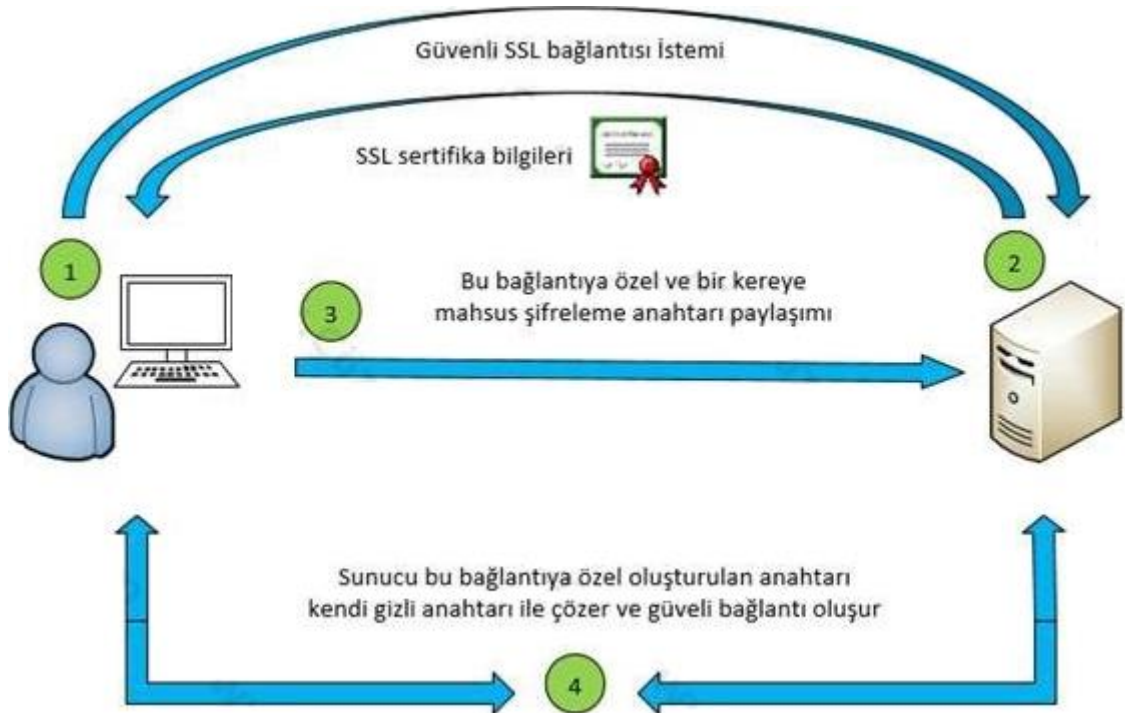 Güvenli SSL bağlantısı İstemi
SSL sertifika bilgileri
1
2
3
Bu bağlantıya özel ve bir kereye
mahsus şifreleme anahtarı paylaşımı
Sunucu bu bağlantıya özel oluşturulan anahtarı
kendi gizli anahtarı ile çözer ve güveli bağlantı oluşur
4